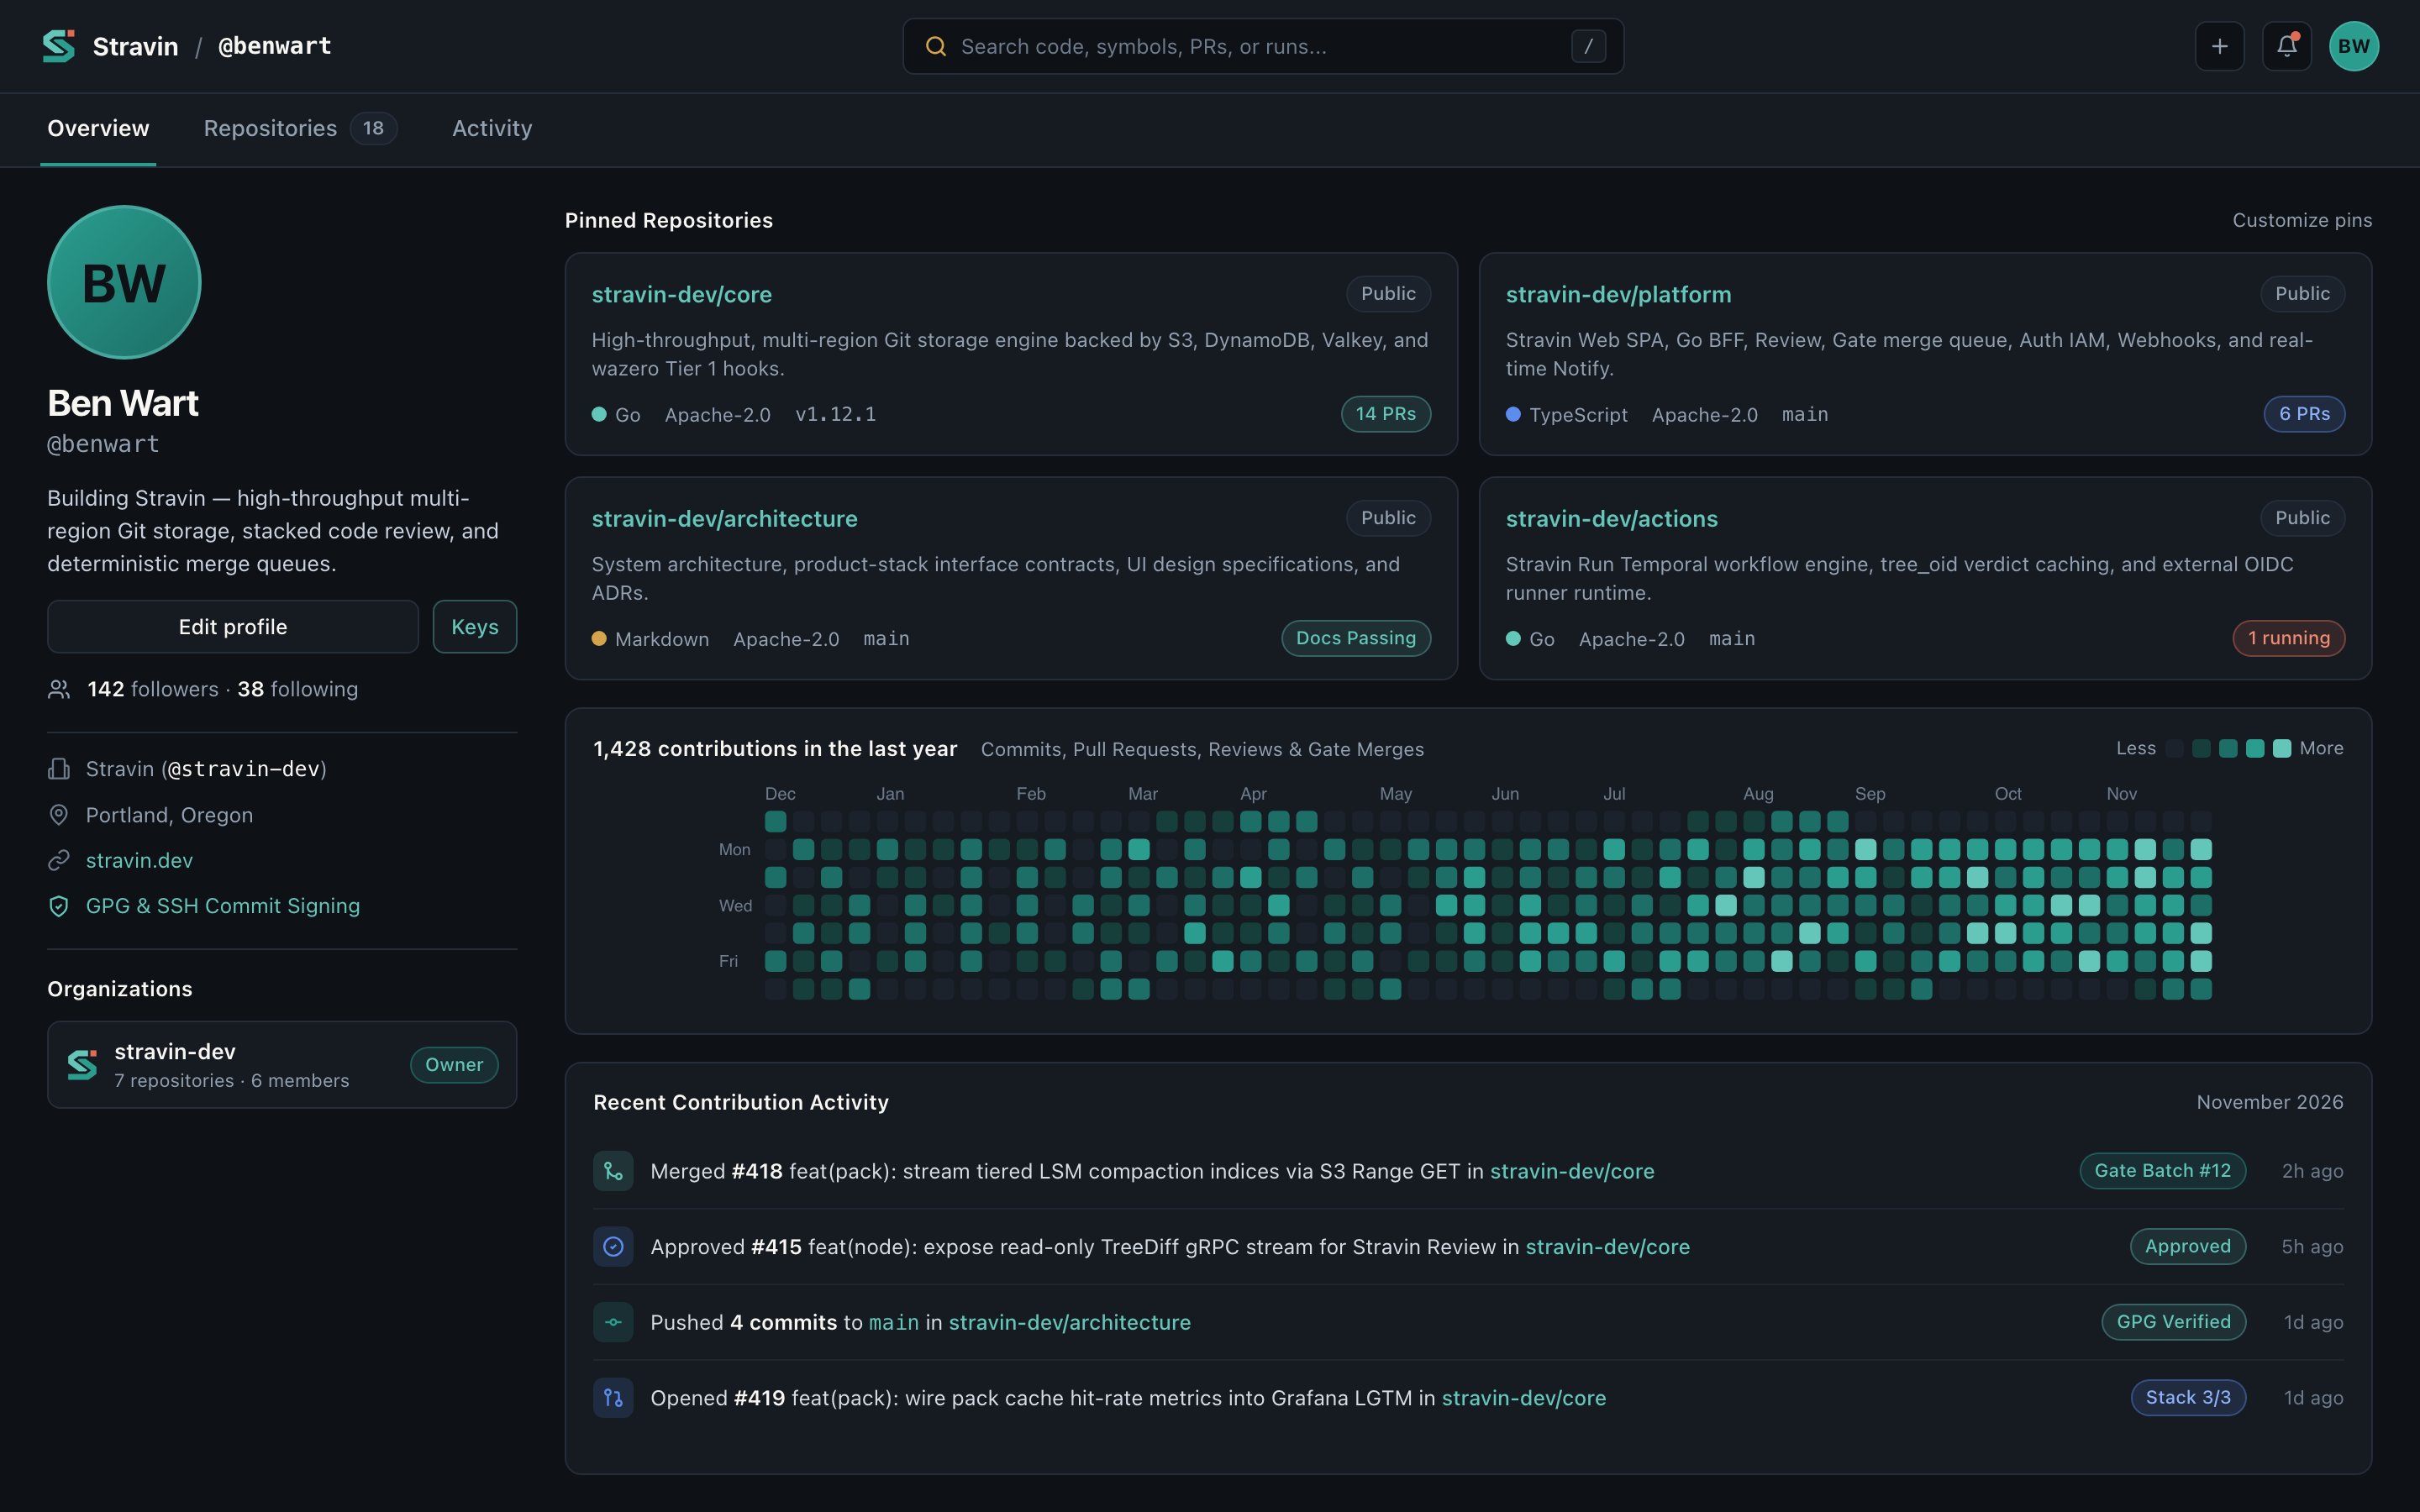 Stravin / @benwart
Search code, symbols, PRs, or runs...
/
BW
Overview
Repositories 18
Activity
BW
Ben Wart
@benwart
Building Stravin — high-throughput multi-
region Git storage, stacked code review, and
deterministic merge queues.
Edit profile
Keys
142 followers · 38 following
Stravin (@stravin-dev)
Portland, Oregon
stravin.dev
GPG & SSH Commit Signing
Organizations
stravin-dev
7 repositories · 6 members
Owner
Pinned Repositories
Customize pins
stravin-dev/core
Public
High-throughput, multi-region Git storage engine backed by S3, DynamoDB, Valkey, and
wazero Tier 1 hooks.
Go Apache-2.0 v1.12.1
14 PRs
stravin-dev/platform
Public
Stravin Web SPA, Go BFF, Review, Gate merge queue, Auth IAM, Webhooks, and real-
time Notify.
TypeScript Apache-2.0 main
6 PRs
stravin-dev/architecture
Public
System architecture, product-stack interface contracts, UI design specifications, and
ADRs.
Markdown Apache-2.0 main
Docs Passing
stravin-dev/actions
Public
Stravin Run Temporal workflow engine, tree_oid verdict caching, and external OIDC
runner runtime.
Go Apache-2.0 main
1 running
1,428 contributions in the last year Commits, Pull Requests, Reviews & Gate Merges
Less More
Dec Jan Feb Mar Apr May Jun Jul Aug Sep Oct Nov
Mon
Wed
Fri
Recent Contribution Activity
November 2026
Merged #418 feat(pack): stream tiered LSM compaction indices via S3 Range GET in stravin-dev/core
Gate Batch #12 2h ago
Approved #415 feat(node): expose read-only TreeDiff gRPC stream for Stravin Review in stravin-dev/core
Approved 5h ago
Pushed 4 commits to main in stravin-dev/architecture
GPG Verified 1d ago
Opened #419 feat(pack): wire pack cache hit-rate metrics into Grafana LGTM in stravin-dev/core
Stack 3/3 1d ago